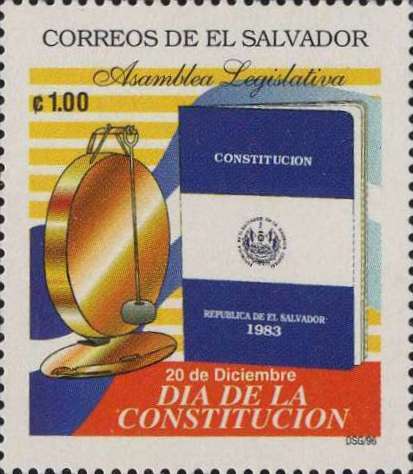 CORREOS DE EL SALVADOR
Asamblea Legislativa
¢1.00
CONSTITUCION
REPUBLICA DE EL SALVADOR
1983
20 de Diciembre
DIA DE LA
CONSTITUCION
DSG/96